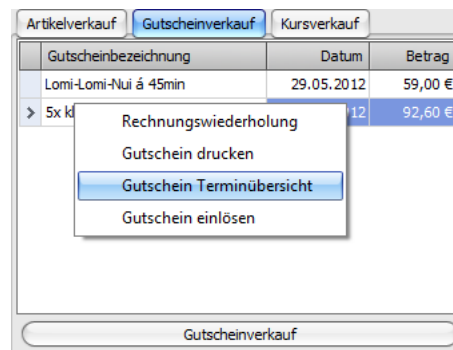 Artikelverkauf Gutscheinverkauf Kursverkauf
Gutscheinbezeichnung Datum Betrag
Lomi-Lomi-Nui á 45min 29.05.2012 59,00 €
5x 12 92,60 €
Rechnungswiederholung
Gutschein drucken
Gutschein Terminübersicht
Gutschein einlösen
Gutscheinverkauf